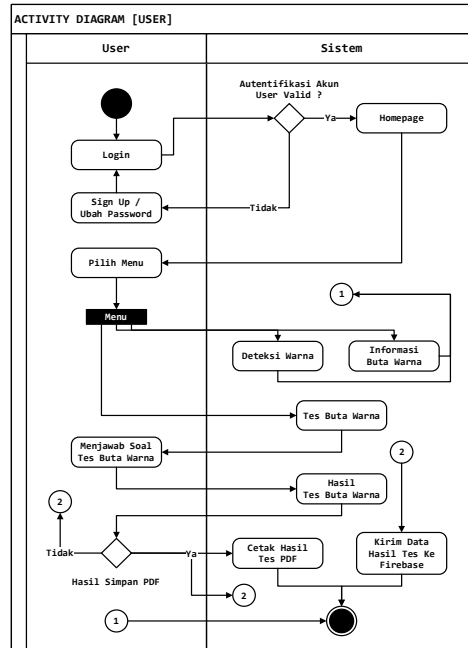 ACTIVITY DIAGRAM [USER]
User
Sistem
Autentifikasi Akun
User Valid ?
Ya
Homepage
Login
Sign Up /
Ubah Password
Tidak
Pilih Menu
Menu
1
Deteksi Warna
Informasi
Buta Warna
Tes Buta Warna
Menjawab Soal
Tes Buta Warna
2
Hasil
Tes Buta Warna
2
Tidak
Ya
Hasil Simpan PDF
Cetak Hasil
Tes PDF
Kirim Data
Hasil Tes Ke
Firebase
2
1